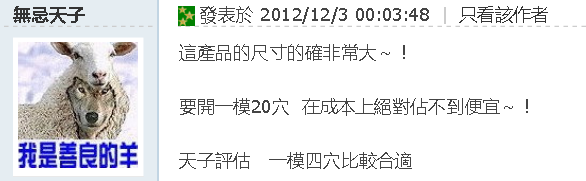 無忌天子
發表於 2012/12/3 00:03:48 | 只看該作者
這產品的尺寸的確非常大~！
要開一模20穴 在成本上絕對佔不到便宜~！
天子評估 一模四穴比較合適
我是善良的羊